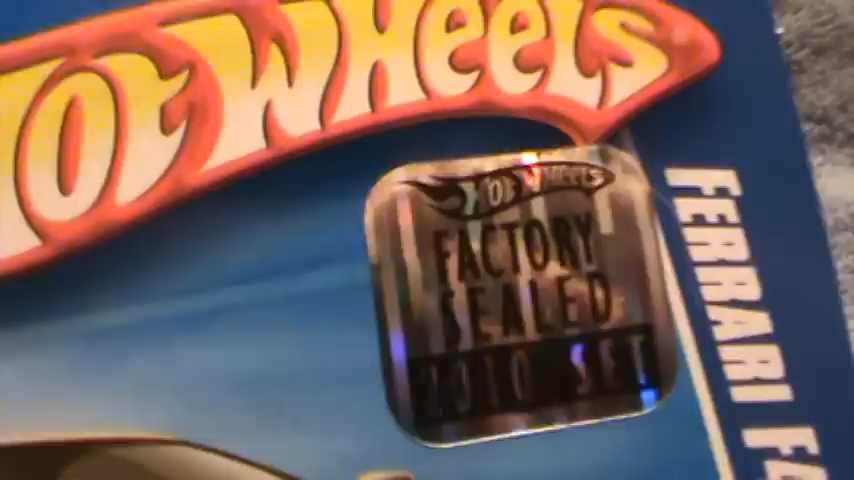 HOT WHEELS
HOT WHEELS
FACTORY
SEALED
2010 SET
FERRARI